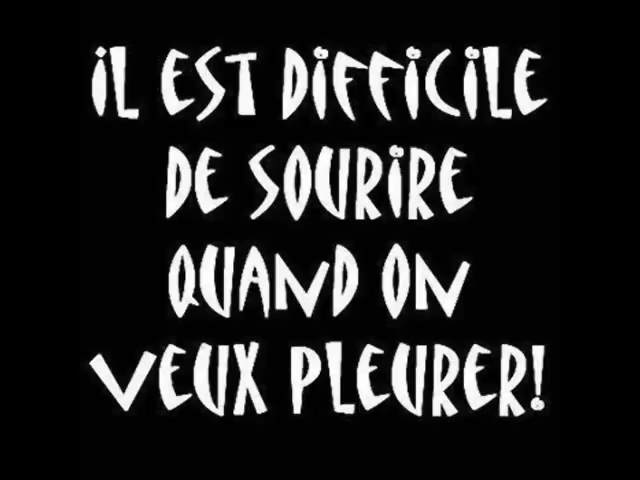 iL EST DiFFiCiLE
DE SOURiRE
QUAND ON
VEUX PLEURER!